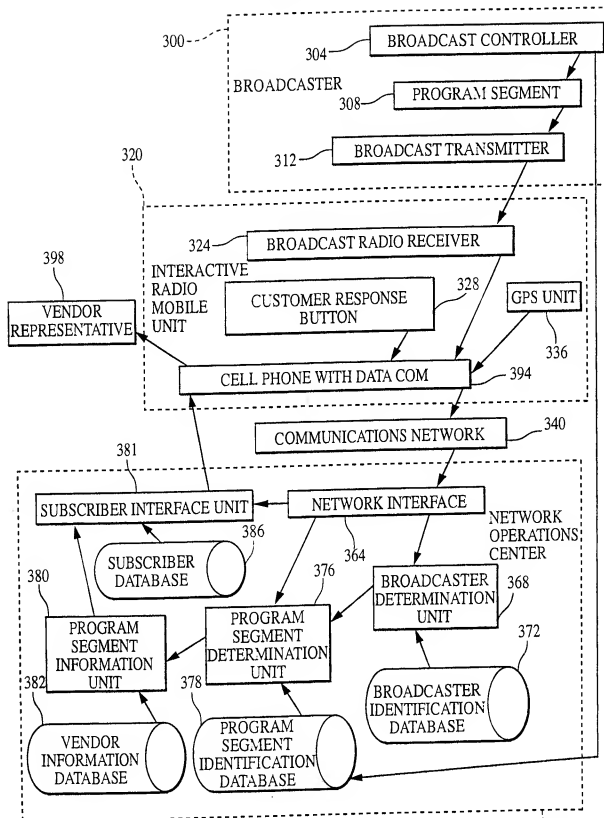 300
304
BROADCAST CONTROLLER
BROADCASTER
308
PROGRAM SEGMENT
312
BROADCAST TRANSMITTER
320
324
BROADCAST RADIO RECEIVER
398
INTERACTIVE
RADIO
MOBILE
UNIT
CUSTOMER RESPONSE
BUTTON
328
GPS UNIT
336
VENDOR
REPRESENTATIVE
CELL PHONE WITH DATA COM
394
COMMUNICATIONS NETWORK
340
381
SUBSCRIBER INTERFACE UNIT
NETWORK INTERFACE
364
NETWORK
OPERATIONS
CENTER
SUBSCRIBER
DATABASE
386
380
PROGRAM
SEGMENT
INFORMATION
UNIT
376
PROGRAM
SEGMENT
DETERMINATION
UNIT
BROADCASTER
DETERMINATION
UNIT
368
372
382
VENDOR
INFORMATION
DATABASE
378
PROGRAM
SEGMENT
IDENTIFICATION
DATABASE
BROADCASTER
IDENTIFICATION
DATABASE